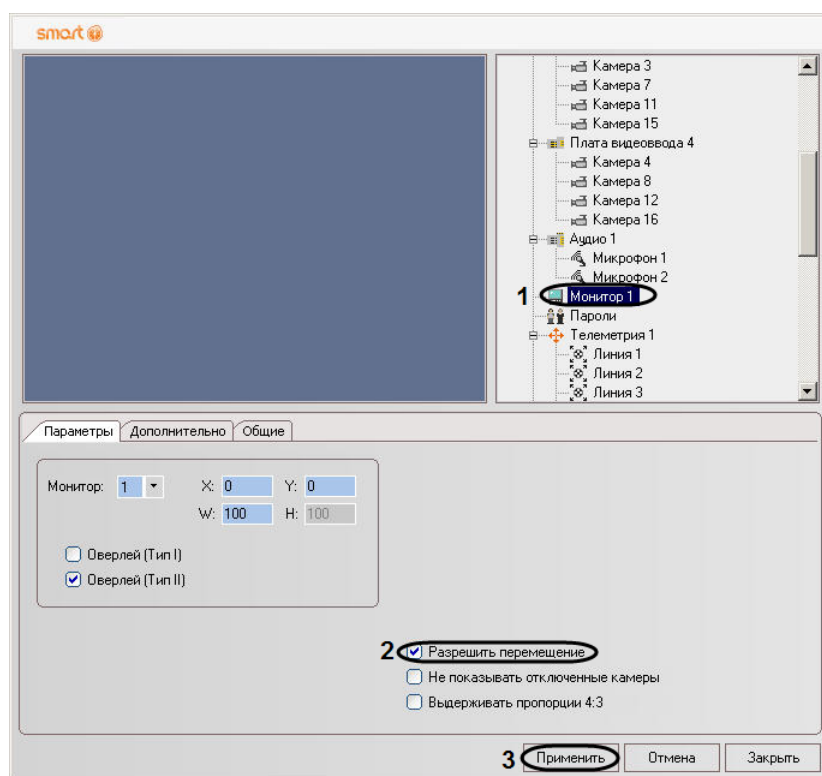 smart
Камера 3
Камера 7
Камера 11
Камера 15
Плата видеоввода 4
Камера 4
Камера 8
Камера 12
Камера 16
Аудио 1
Микрофон 1
Микрофон 2
1 Монитор 1
Пароли
Телеметрия 1
Линия 1
Линия 2
Линия 3
Параметры Дополнительно Общие
Монитор: 1 X: 0 Y: 0
W: 100 H: 100
Оверлей (Тип I)
Оверлей (Тип II)
2 Разрешить перемещение
Не показывать отключенные камеры
Выдерживать пропорции 4:3
3 Применить Отмена Закрыть